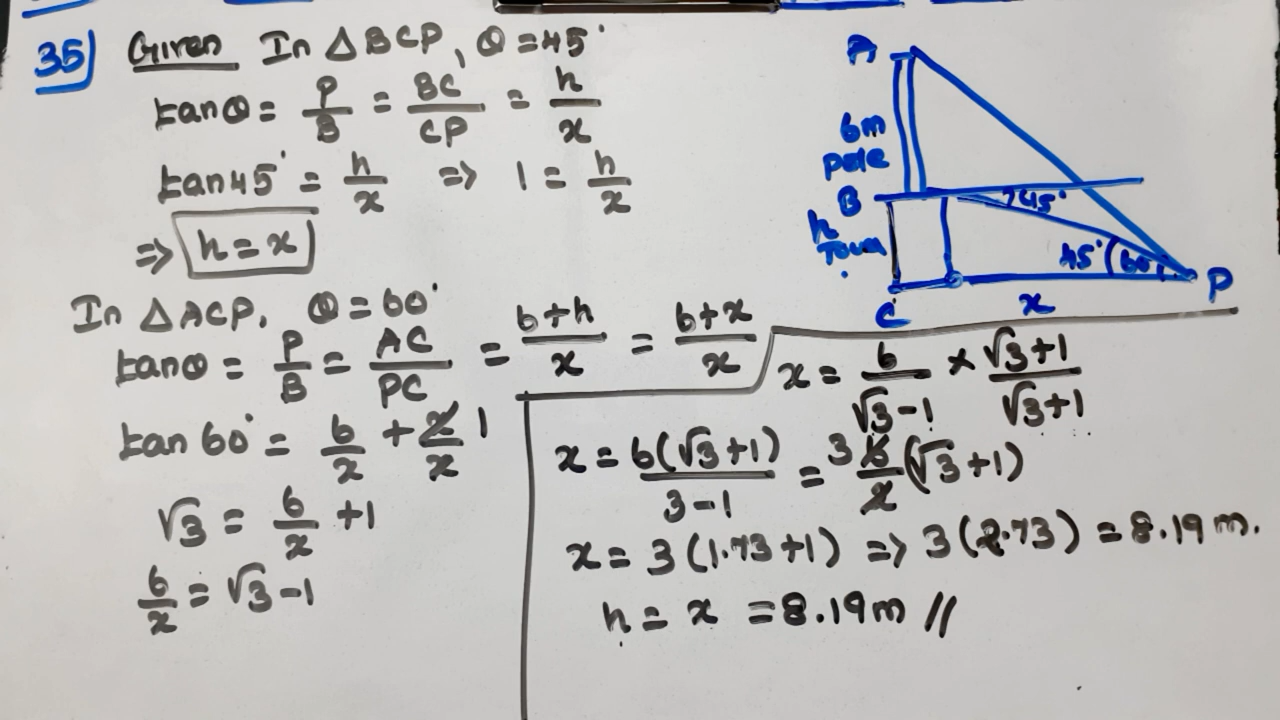 35) Given In △BCP, θ = 45°
tanθ = P/B = BC/CP = h/x
tan45° = h/x ⇒ 1 = h/x
⇒ h = x
In △ACP, θ = 60°
tanθ = P/B = AC/PC = 6+h/x = 6+x/x
tan 60° = 6/x + x/x 1
√3 = 6/x + 1
6/x = √3 - 1
x = 6/√3-1 × √3+1/√3+1
x = 6(√3+1)/3-1 = 3 6/2 (√3+1)
x = 3(1.73+1) ⇒ 3(2.73) = 8.19 m.
h = x = 8.19m //
A
6m
pole
B
45°
h
45° 60°
P
C
x